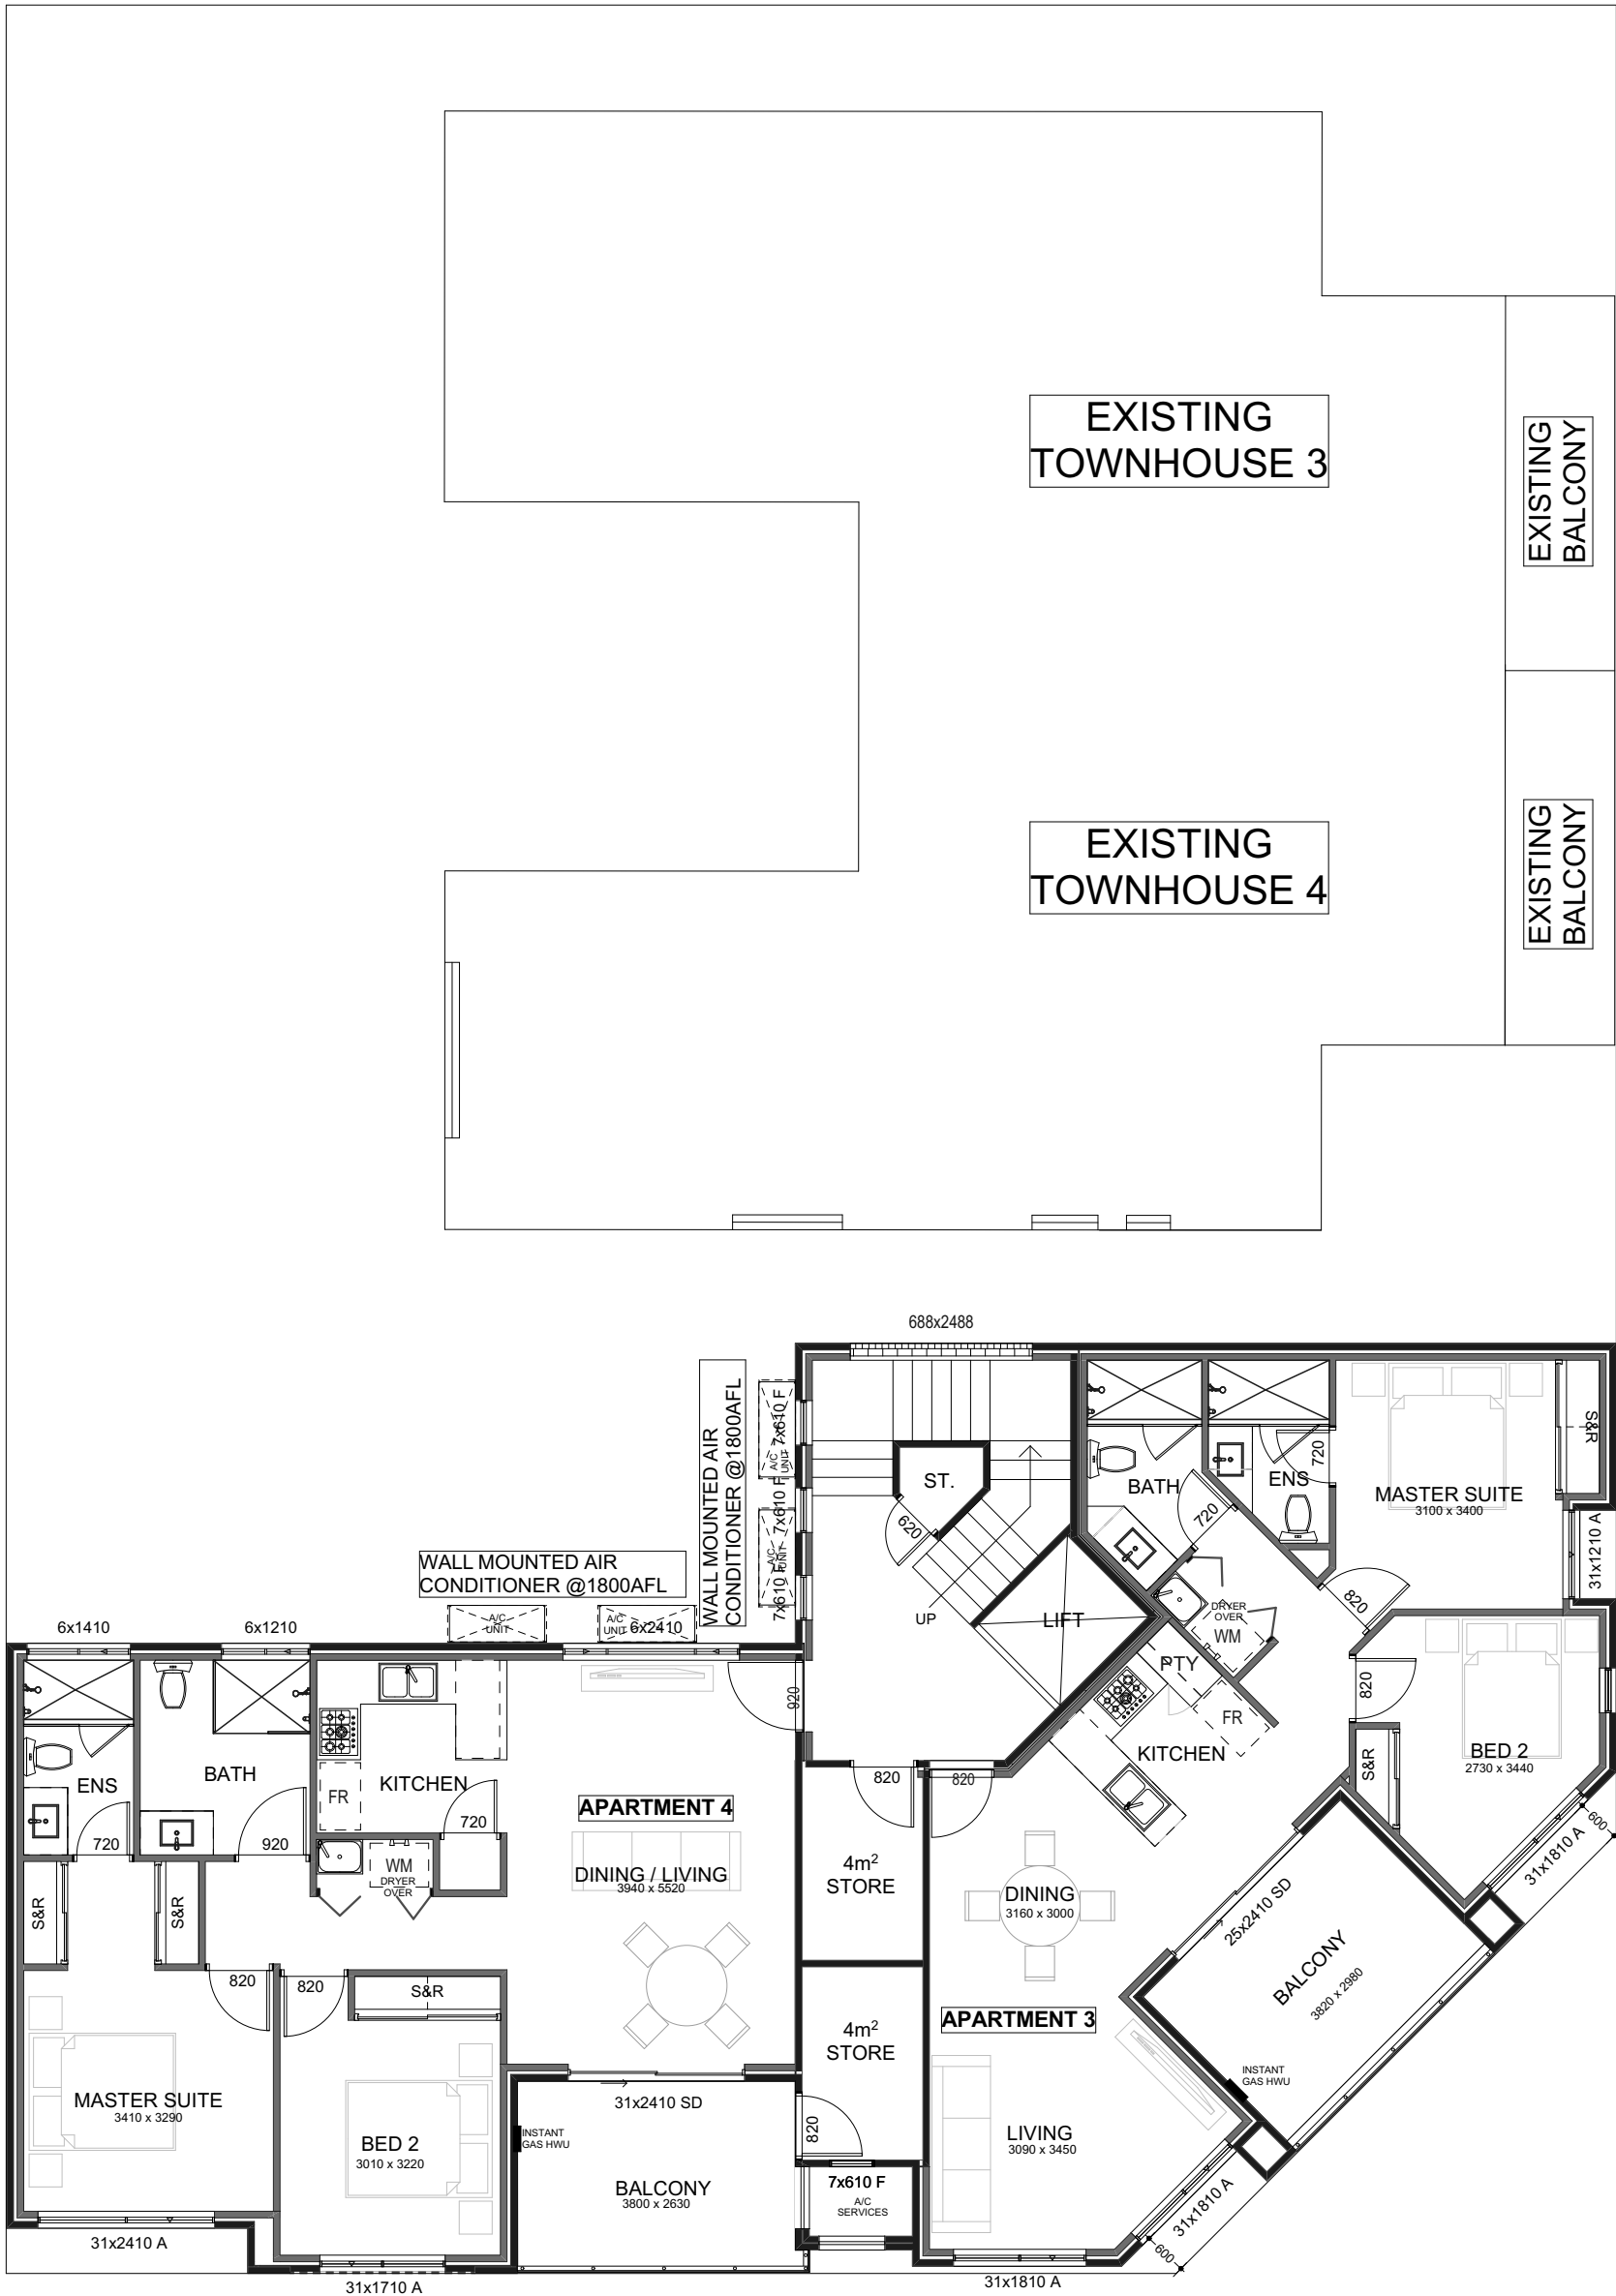 EXISTING
TOWNHOUSE 3
EXISTING
BALCONY
EXISTING
TOWNHOUSE 4
EXISTING
BALCONY
688x2488
WALL MOUNTED AIR
CONDITIONER @1800AFL
A/C
UNIT
7x610 F
7x610 F
A/C
UNIT
7x610 F
ST.
620
UP
LIFT
BATH
720
ENS
720
MASTER SUITE
3100 x 3400
S&R
31x1210 A
820
DRYER
OVER
WM
PTY
FR
KITCHEN
820
S&R
BED 2
2730 x 3440
600
31x1810 A
WALL MOUNTED AIR
CONDITIONER @1800AFL
A/C
UNIT
A/C
UNIT
6x2410
6x1410
6x1210
920
ENS
720
BATH
920
KITCHEN
FR
720
WM
DRYER
OVER
APARTMENT 4
DINING / LIVING
3940 x 5520
820
820
4m²
STORE
DINING
3160 x 3000
25x2410 SD
BALCONY
3820 x 2980
S&R
S&R
820
820
S&R
4m²
STORE
APARTMENT 3
INSTANT
GAS HWU
MASTER SUITE
3410 x 3290
BED 2
3010 x 3220
31x2410 SD
INSTANT
GAS HWU
820
BALCONY
3800 x 2630
7x610 F
A/C
SERVICES
LIVING
3090 x 3450
31x1810 A
600
31x2410 A
31x1710 A
31x1810 A